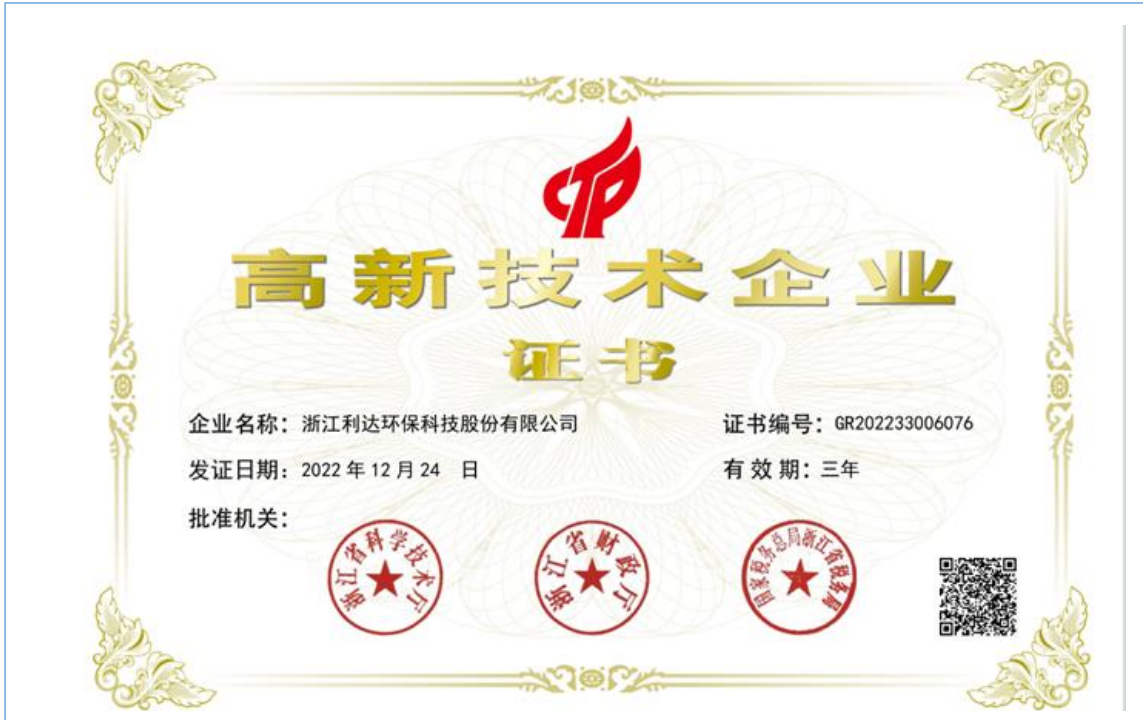 CTP
高新技术企业
证书
企业名称：浙江利达环保科技股份有限公司
证书编号：GR202233006076
发证日期：2022年12月24 日
有效期：三年
批准机关：
浙江省科学技术厅
浙江省财政厅
国家税务总局浙江省税务局